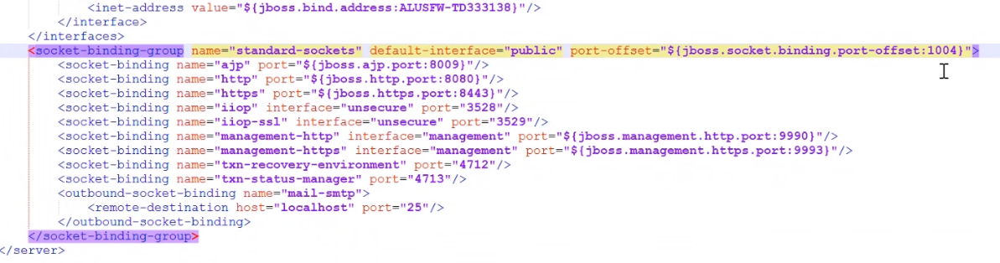 <inet-address value="${jboss.bind.address:ALUSFW-TD333138}"/>
</interface>
</interfaces>
<socket-binding-group name="standard-sockets" default-interface="public" port-offset="${jboss.socket.binding.port-offset:1004}">
<socket-binding name="ajp" port="${jboss.ajp.port:8009}"/>
<socket-binding name="http" port="${jboss.http.port:8080}"/>
<socket-binding name="https" port="${jboss.https.port:8443}"/>
<socket-binding name="iiop" interface="unsecure" port="3528"/>
<socket-binding name="iiop-ssl" interface="unsecure" port="3529"/>
<socket-binding name="management-http" interface="management" port="${jboss.management.http.port:9990}"/>
<socket-binding name="management-https" interface="management" port="${jboss.management.https.port:9993}"/>
<socket-binding name="txn-recovery-environment" port="4712"/>
<socket-binding name="txn-status-manager" port="4713"/>
<outbound-socket-binding name="mail-smtp">
<remote-destination host="localhost" port="25"/>
</outbound-socket-binding>
</socket-binding-group>
</server>